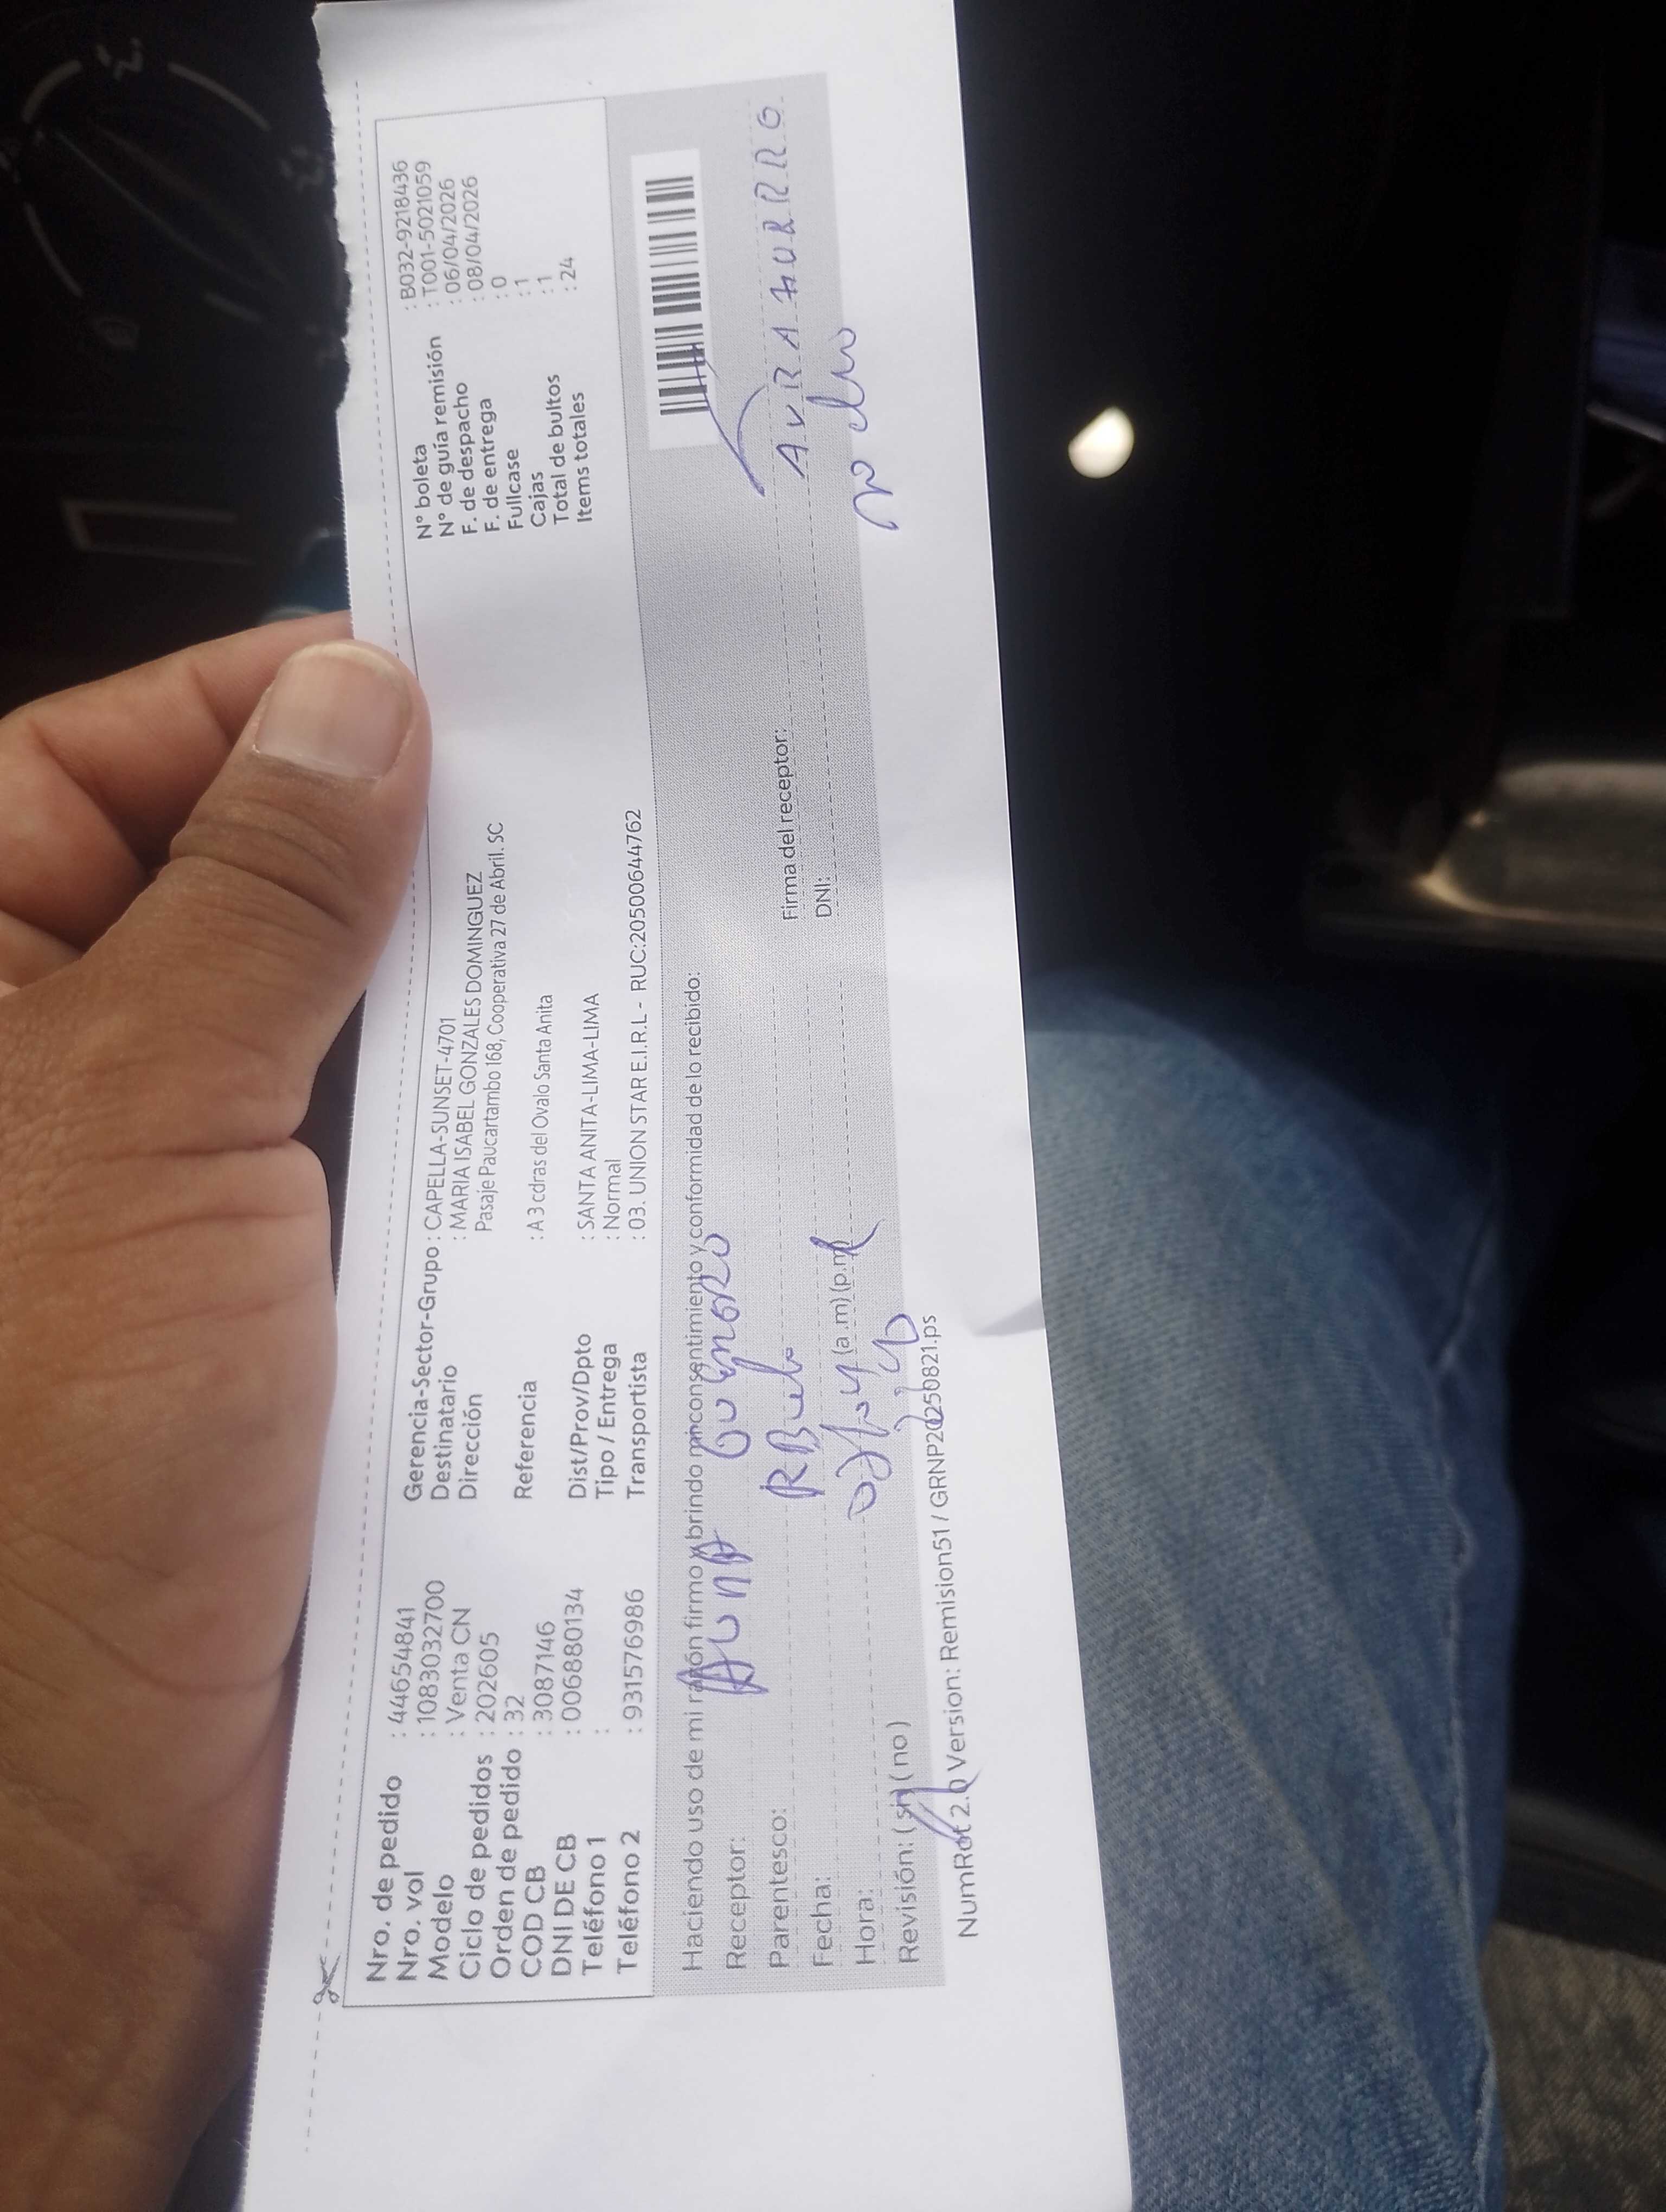 Nro. de pedido : 44654841
Nro. vol : 1083032700
Modelo : Venta CN
Ciclo de pedidos : 202605
Orden de pedido : 32
COD CB : 3087146
DNI DE CB : 006880134
Teléfono 1 :
Teléfono 2 : 931576986
Gerencia-Sector-Grupo : CAPELLA-SUNSET-4701
Destinatario : MARIA ISABEL GONZALES DOMINGUEZ
Dirección Pasaje Paucartambo 168, Cooperativa 27 de Abril. SC
Referencia : A 3 cdras del Ovalo Santa Anita
Dist/Prov/Dpto : SANTA ANITA-LIMA-LIMA
Tipo / Entrega : Normal
Transportista : 03. UNION STAR E.I.R.L - RUC:20500644762
N° boleta : B032-9218436
N° de guía remisión : T001-5021059
F. de despacho : 06/04/2026
F. de entrega : 08/04/2026
Fullcase : 0
Cajas : 1
Total de bultos : 1
Items totales : 24
Haciendo uso de mi razón firmo y brindo mi consentimiento y conformidad de lo recibido:
Receptor:
Parentesco:
Firma del receptor:
Fecha: (a.m) (p.m)
DNI:
Hora:
Revisión: ( si) ( no )
NumRot 2.0 Version: Remision51 / GRNP20250821.ps